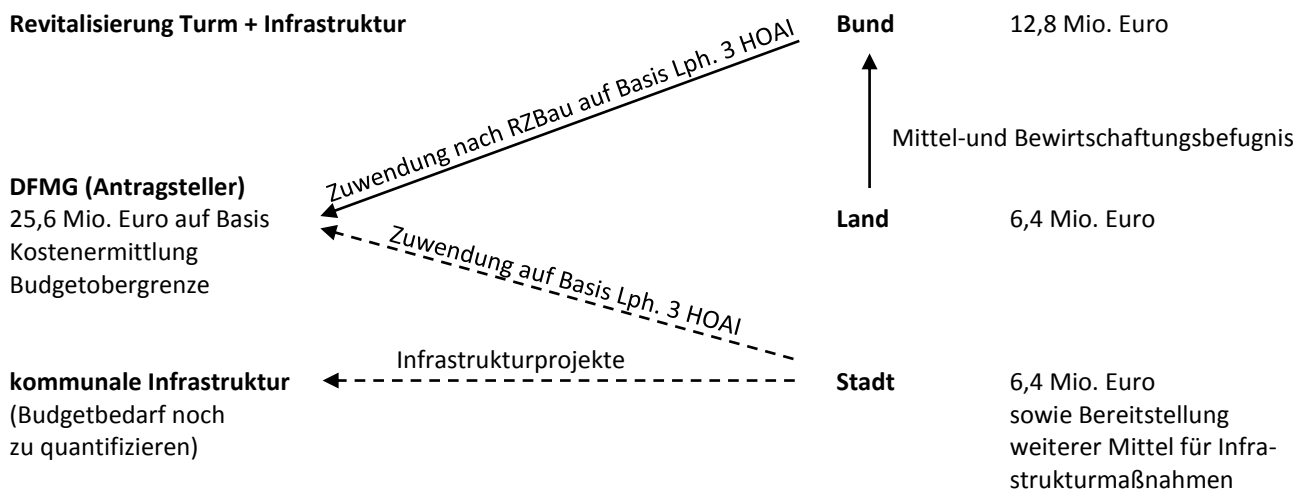 Revitalisierung Turm + Infrastruktur
Bund 12,8 Mio. Euro
Zuwendung nach RZBau auf Basis Lph. 3 HOAI
Mittel-und Bewirtschaftungsbefugnis
DFMG (Antragsteller)
25,6 Mio. Euro auf Basis
Kostenermittlung
Budgetobergrenze
Land 6,4 Mio. Euro
Zuwendung auf Basis Lph. 3 HOAI
Infrastrukturprojekte
kommunale Infrastruktur
(Budgetbedarf noch
zu quantifizieren)
Stadt 6,4 Mio. Euro
sowie Bereitstellung
weiterer Mittel für Infra-
strukturmaßnahmen